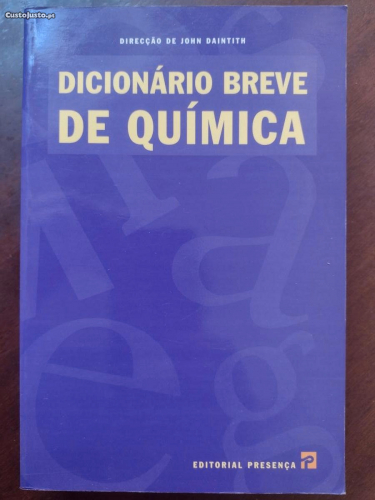 CustoJusto.pt
DIRECÇÃO DE JOHN DAINTITH
DICIONÁRIO BREVE
DE QUÍMICA
EDITORIAL PRESENÇA